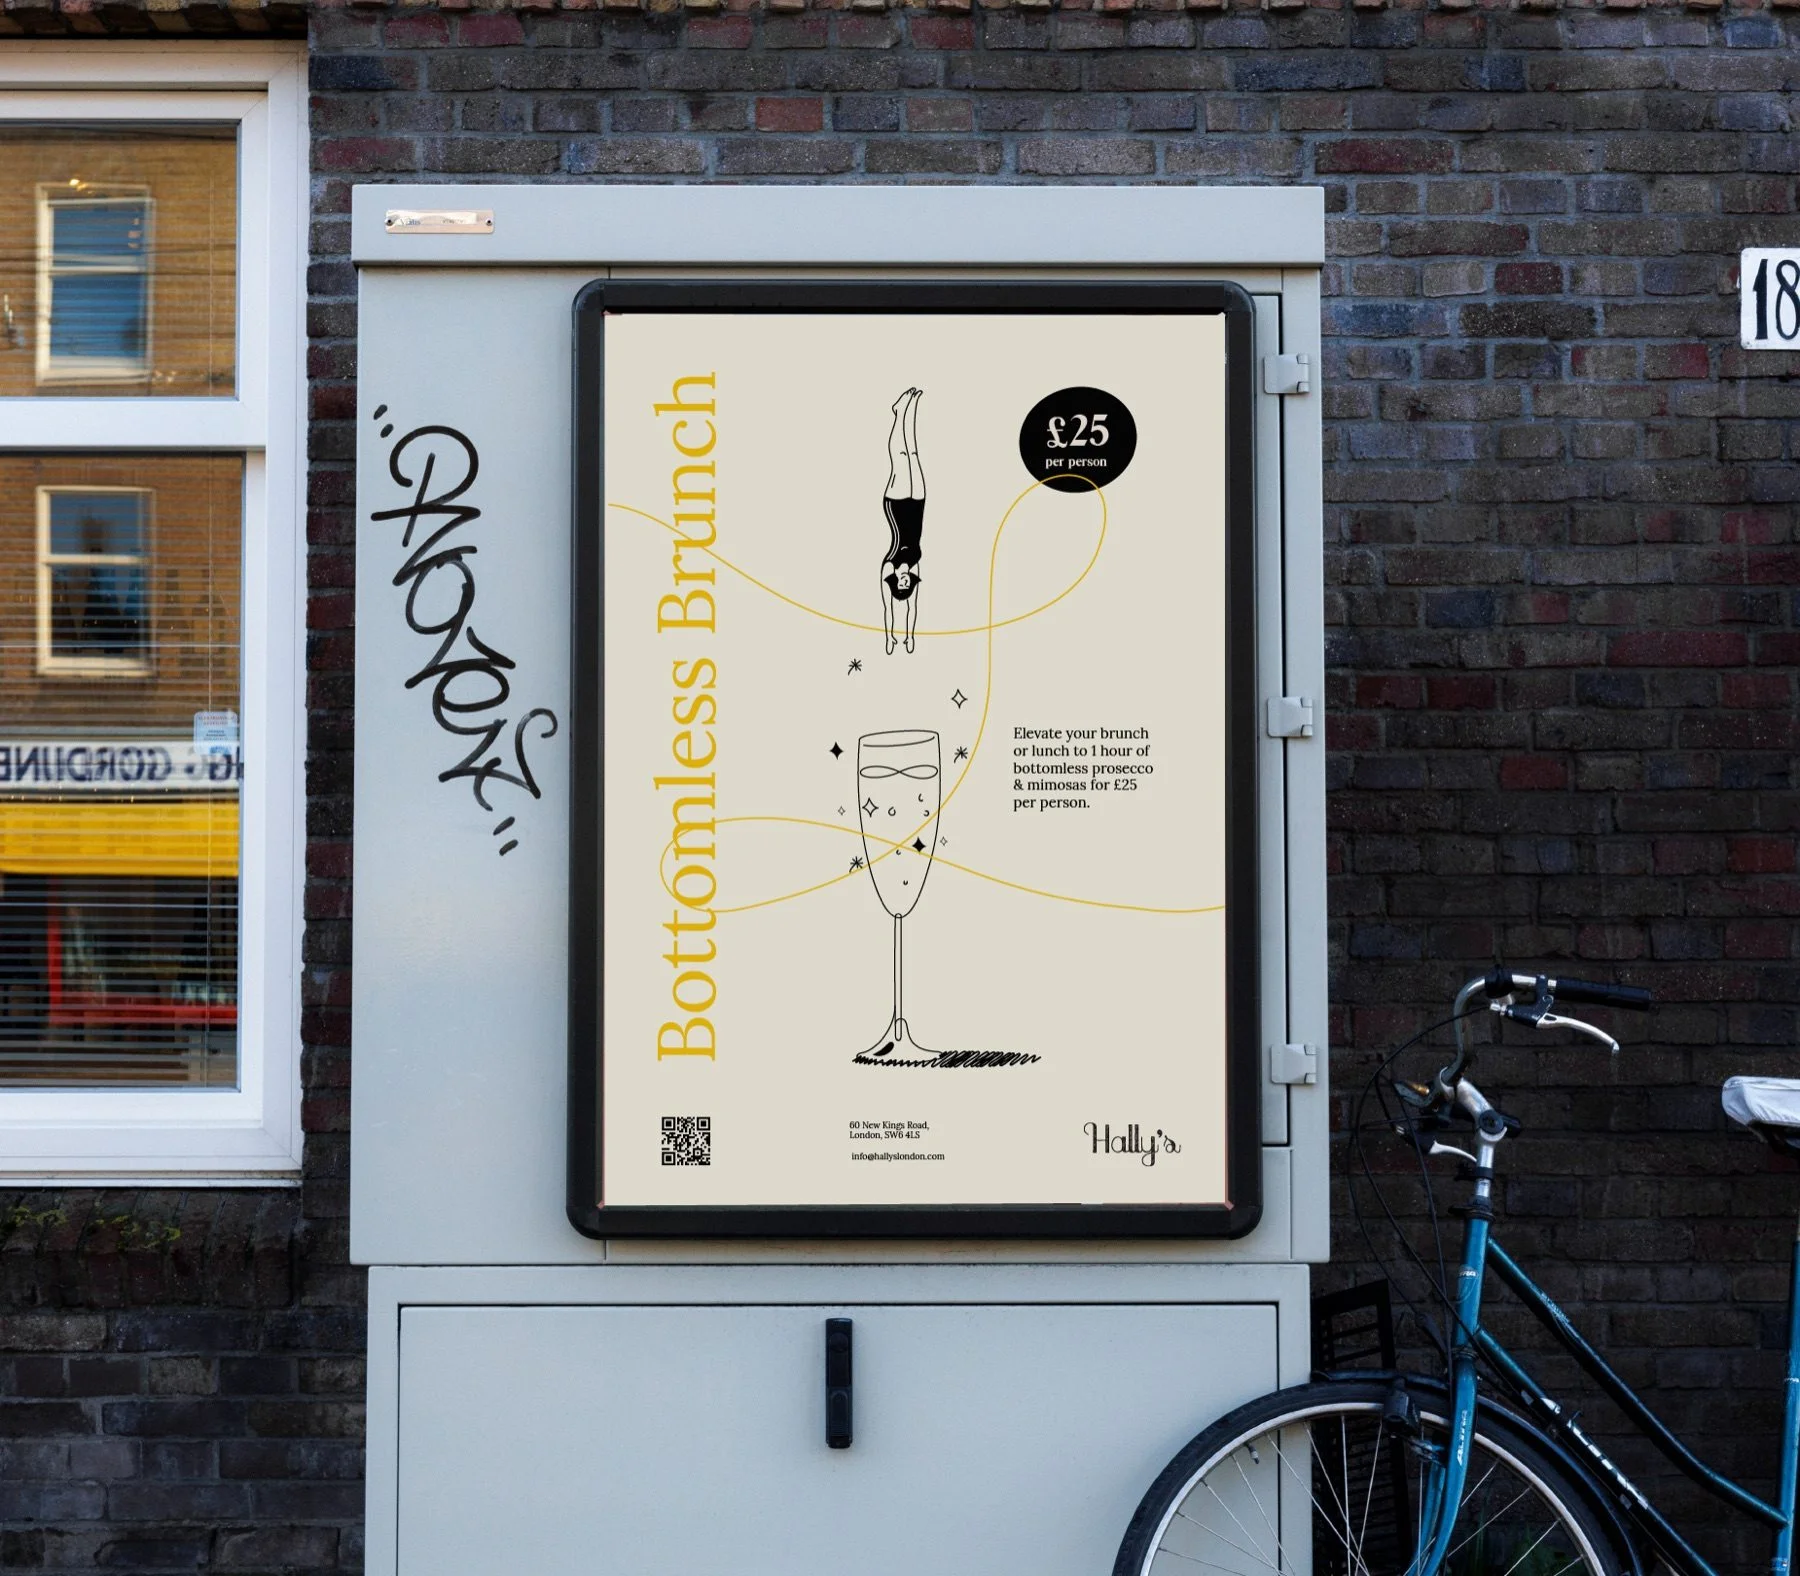 Bottomless Brunch
£25
per person
Elevate your brunch
or lunch to 1 hour of
bottomless prosecco
& mimosas for £25
per person.
60 New Kings Road,
London, SW6 4LS
info@hallyslondon.com
Hally's
18